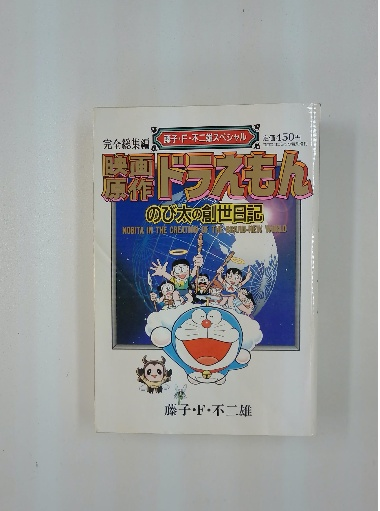 完全総集編
藤子・F・不二雄スペシャル
定価450円
映画原作 ドラえもん
のび太の創世日記
NOBITA IN THE CREATION OF THE BRAND-NEW WORLD
藤子・F・不二雄